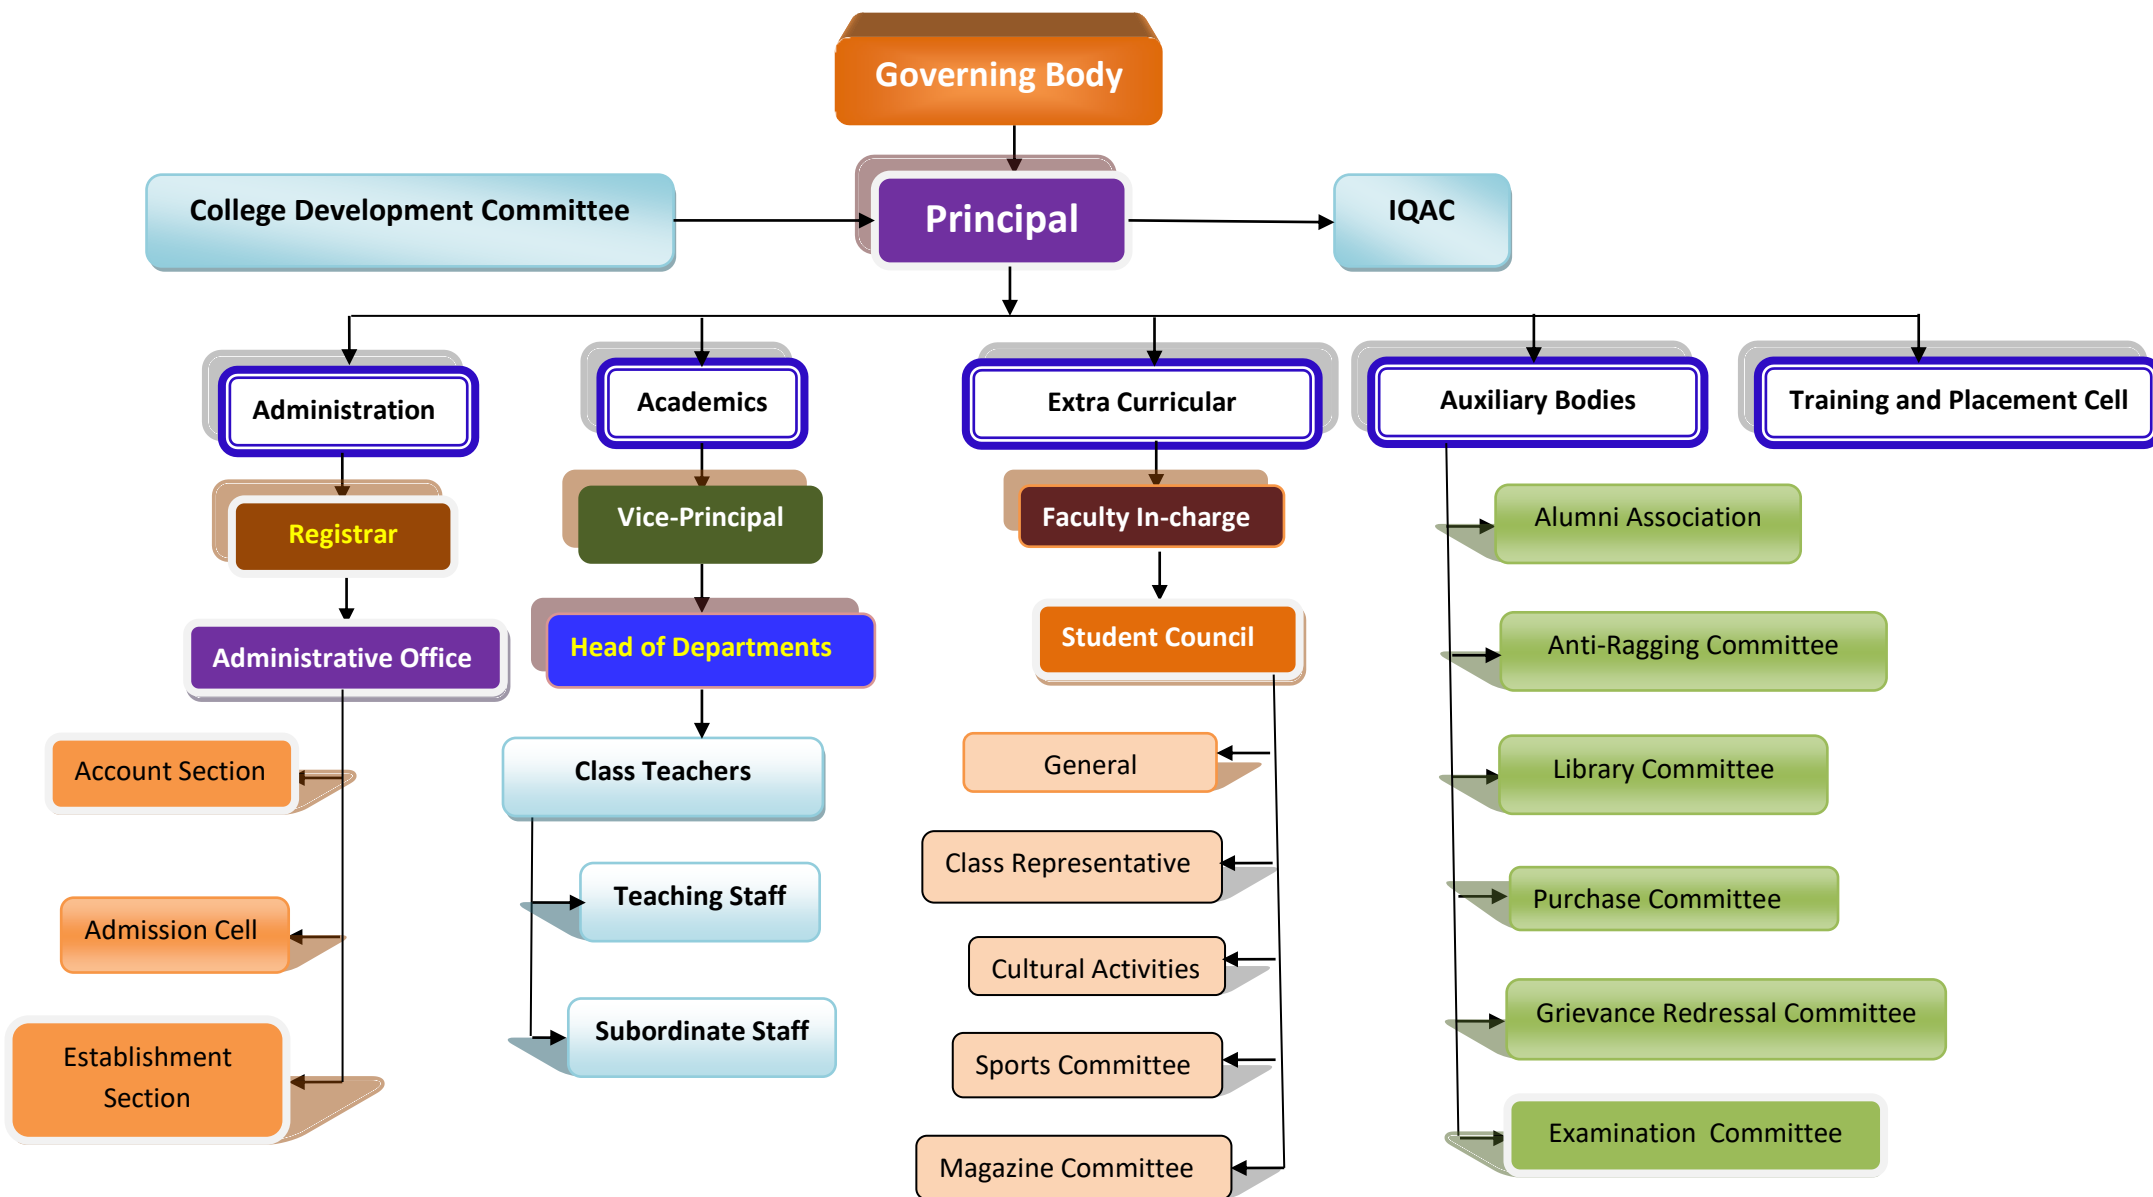 Governing Body
College Development Committee
Principal
IQAC
Administration
Academics
Extra Curricular
Auxiliary Bodies
Training and Placement Cell
Registrar
Vice-Principal
Faculty In-charge
Alumni Association
Administrative Office
Head of Departments
Student Council
Anti-Ragging Committee
Account Section
Class Teachers
General
Library Committee
Class Representative
Admission Cell
Teaching Staff
Purchase Committee
Cultural Activities
Establishment
Section
Subordinate Staff
Sports Committee
Grievance Redressal Committee
Magazine Committee
Examination  Committee